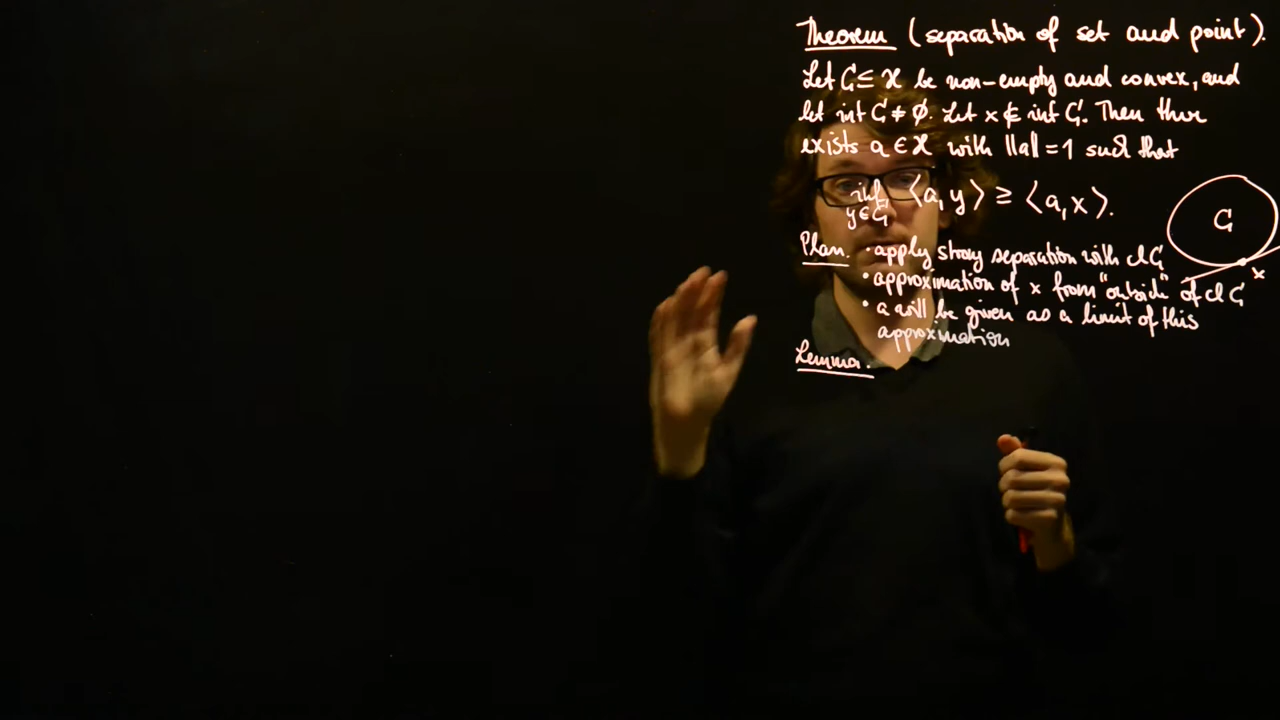 Theorem (separation of set and point).
Let C ⊆ ℋ be non-empty and convex, and
let int C ≠ ∅. Let x ∉ int C. Then there
exists a ∈ ℋ with ||a|| = 1 such that
inf ⟨a, y⟩ ≥ ⟨a, x⟩.
y∈C
C
x
Plan. • apply strong separation with cl C
• approximation of x from "outside" of cl C
• a will be given as a limit of this
approximation
Lemma.